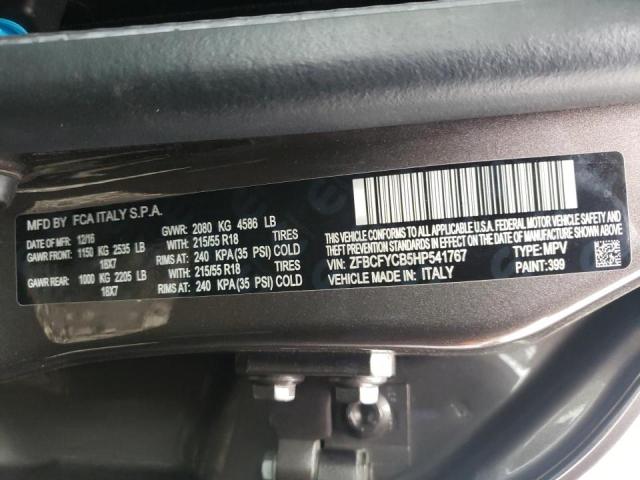 MFD BY FCA ITALY S.P.A.
DATE OF MFR: 12/16 GVWR: 2080 KG 4586 LB
GAWR FRONT: 1150 KG 2535 LB WITH: 215/55 R18 TIRES
18X7 RIMS AT: 240 KPA (35 PSI) COLD
GAWR REAR: 1000 KG 2205 LB WITH: 215/55 R18 TIRES
18X7 RIMS AT: 240 KPA (35 PSI) COLD
THIS VEHICLE CONFORMS TO ALL APPLICABLE U.S.A. FEDERAL MOTOR VEHICLE SAFETY AND
THEFT PREVENTION STANDARDS IN EFFECT ON THE DATE OF MANUFACTURE SHOWN ABOVE.
VIN: ZFBCFYCB5HP541767 TYPE: MPV
VEHICLE MADE IN: ITALY PAINT: 399